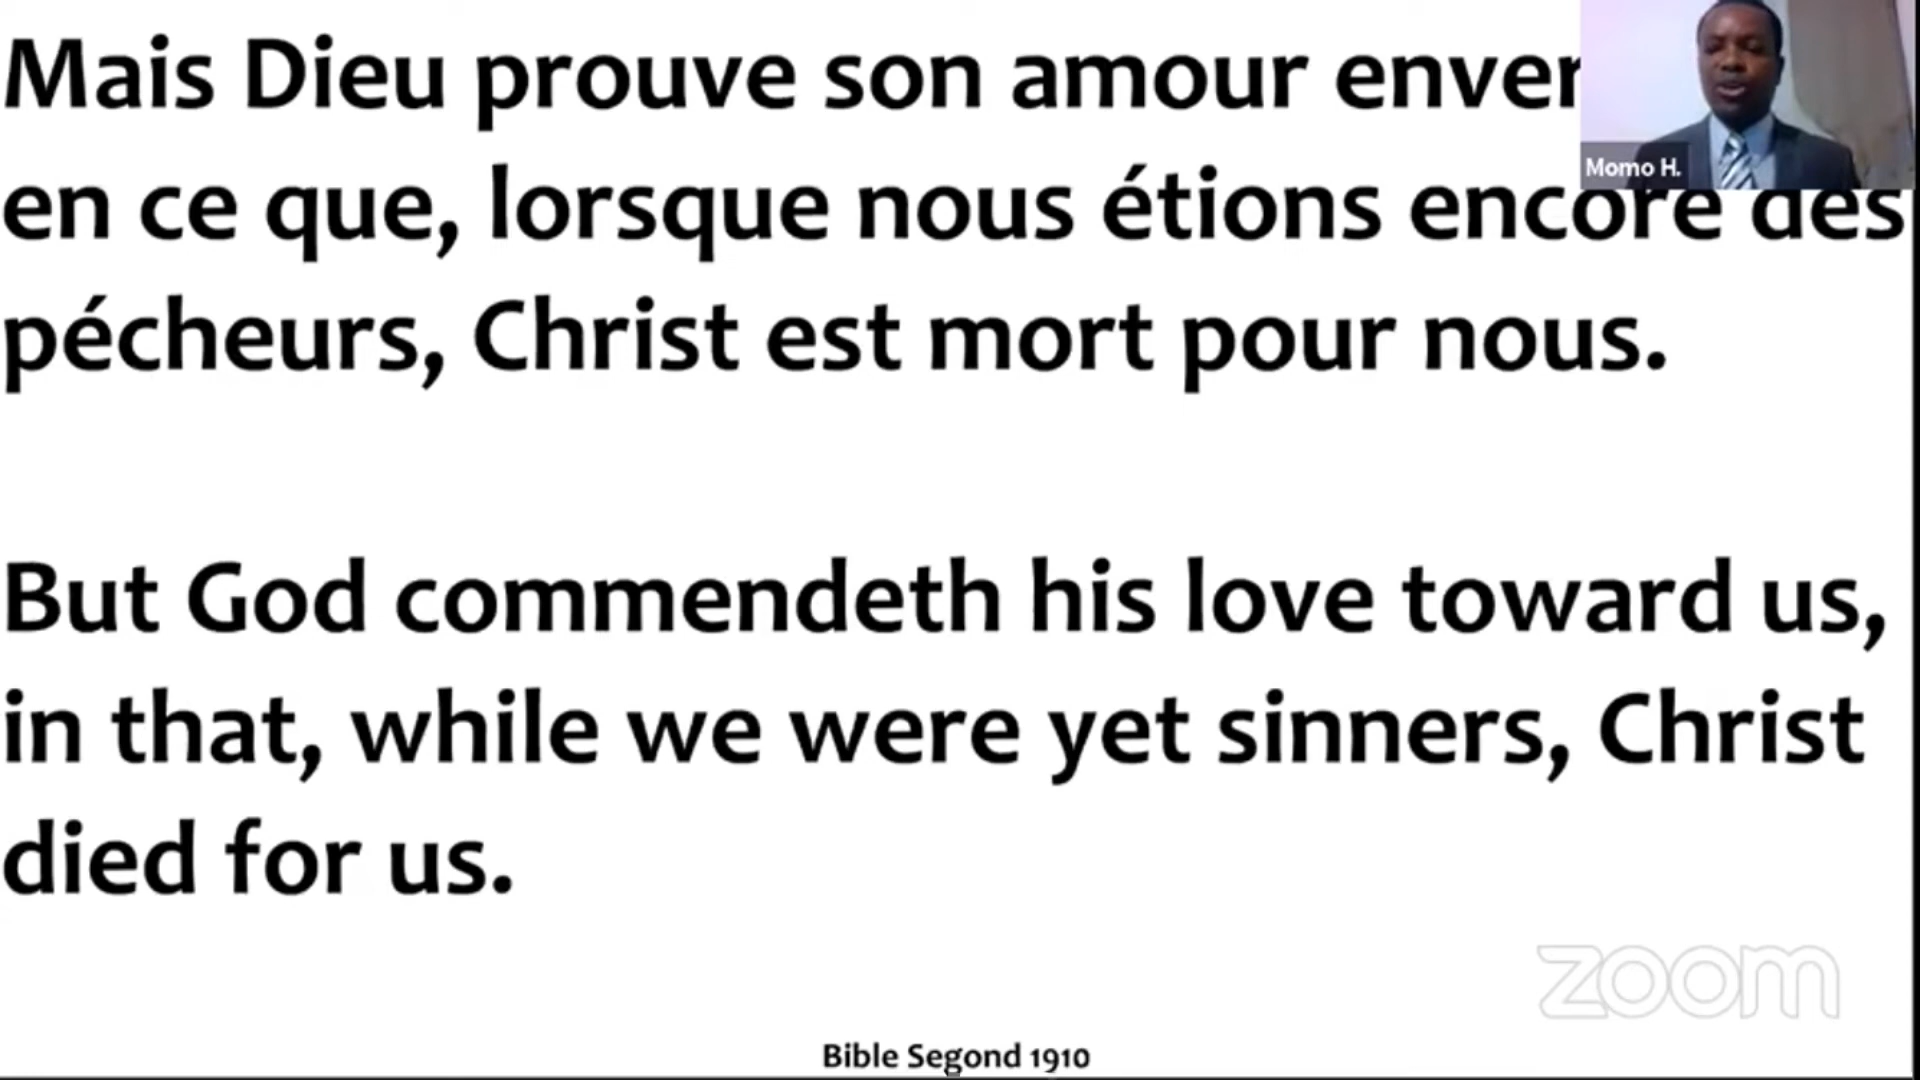 Mais Dieu prouve son amour
en ce que, lorsque nous étions encore des
pécheurs, Christ est mort pour nous.
But God commendeth his love toward us,
in that, while we were yet sinners, Christ
died for us.
Momo H.
zoom
Bible Segond 1910